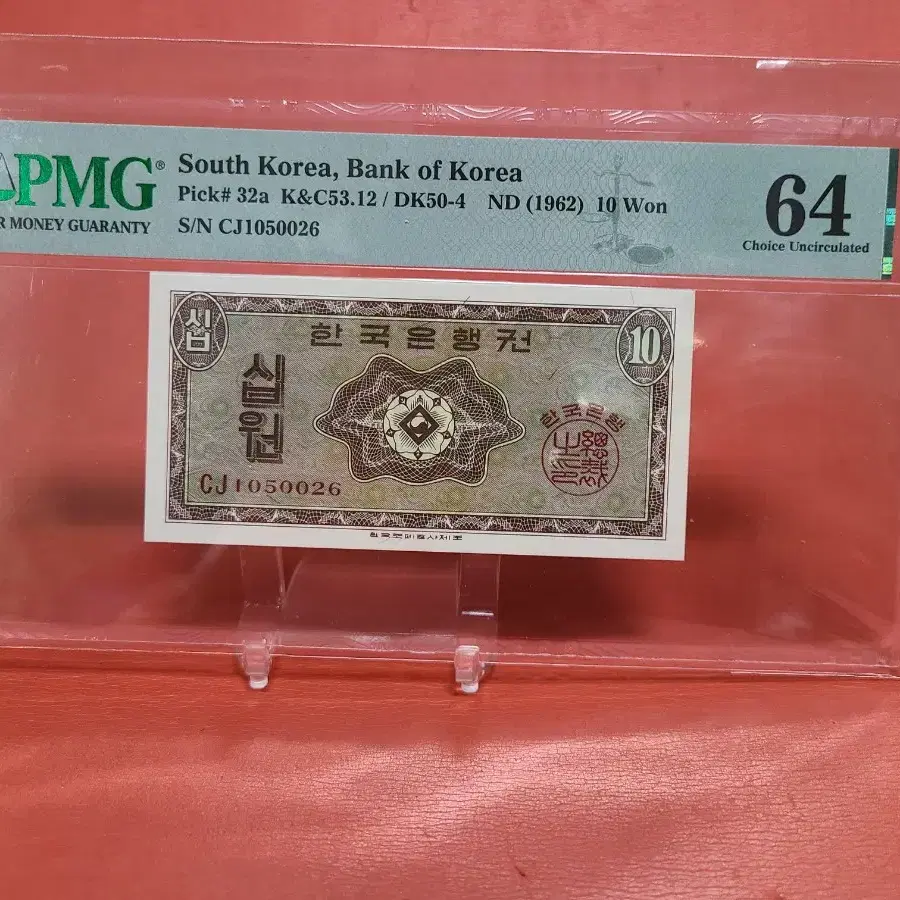 PMG®
South Korea, Bank of Korea
Pick# 32a K&C53.12 / DK50-4 ND (1962) 10 Won
R MONEY GUARANTY
S/N CJ1050026
64
Choice Uncirculated
십
한국은행권
10
십원
한국은행
CJ1050026